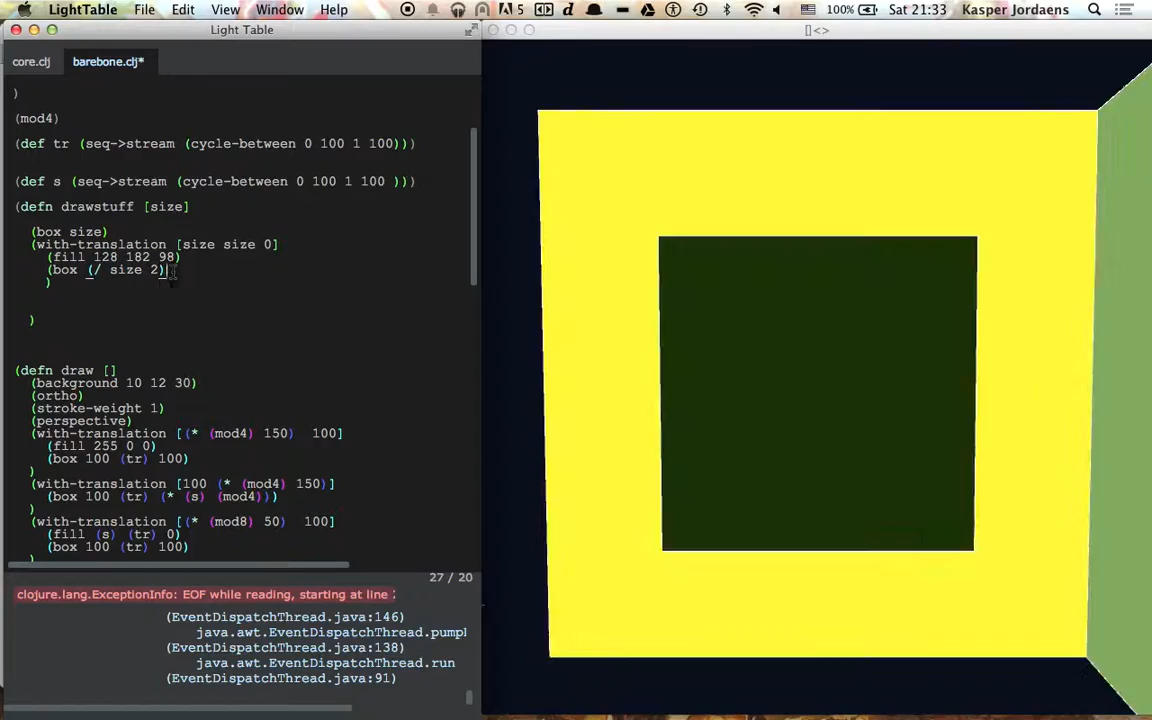 LightTable File Edit View Window Help 5 100% Sat 21:33 Kasper Jordaens
Light Table
[]<>
core.clj barebone.clj*
)
(mod4)
(def tr (seq->stream (cycle-between 0 100 1 100)))
(def s (seq->stream (cycle-between 0 100 1 100 )))
(defn drawstuff [size]
(box size)
(with-translation [size size 0]
(fill 128 182 98)
(box (/ size 2)
)
)
(defn draw []
(background 10 12 30)
(ortho)
(stroke-weight 1)
(perspective)
(with-translation [(* (mod4) 150) 100]
(fill 255 0 0)
(box 100 (tr) 100)
)
(with-translation [100 (* (mod4) 150)]
(box 100 (tr) (* (s) (mod4)))
)
(with-translation [(* (mod8) 50) 100]
(fill (s) (tr) 0)
(box 100 (tr) 100)
)
27 / 20
clojure.lang.ExceptionInfo: EOF while reading, starting at line
(EventDispatchThread.java:146)
java.awt.EventDispatchThread.pump
(EventDispatchThread.java:138)
java.awt.EventDispatchThread.run
(EventDispatchThread.java:91)